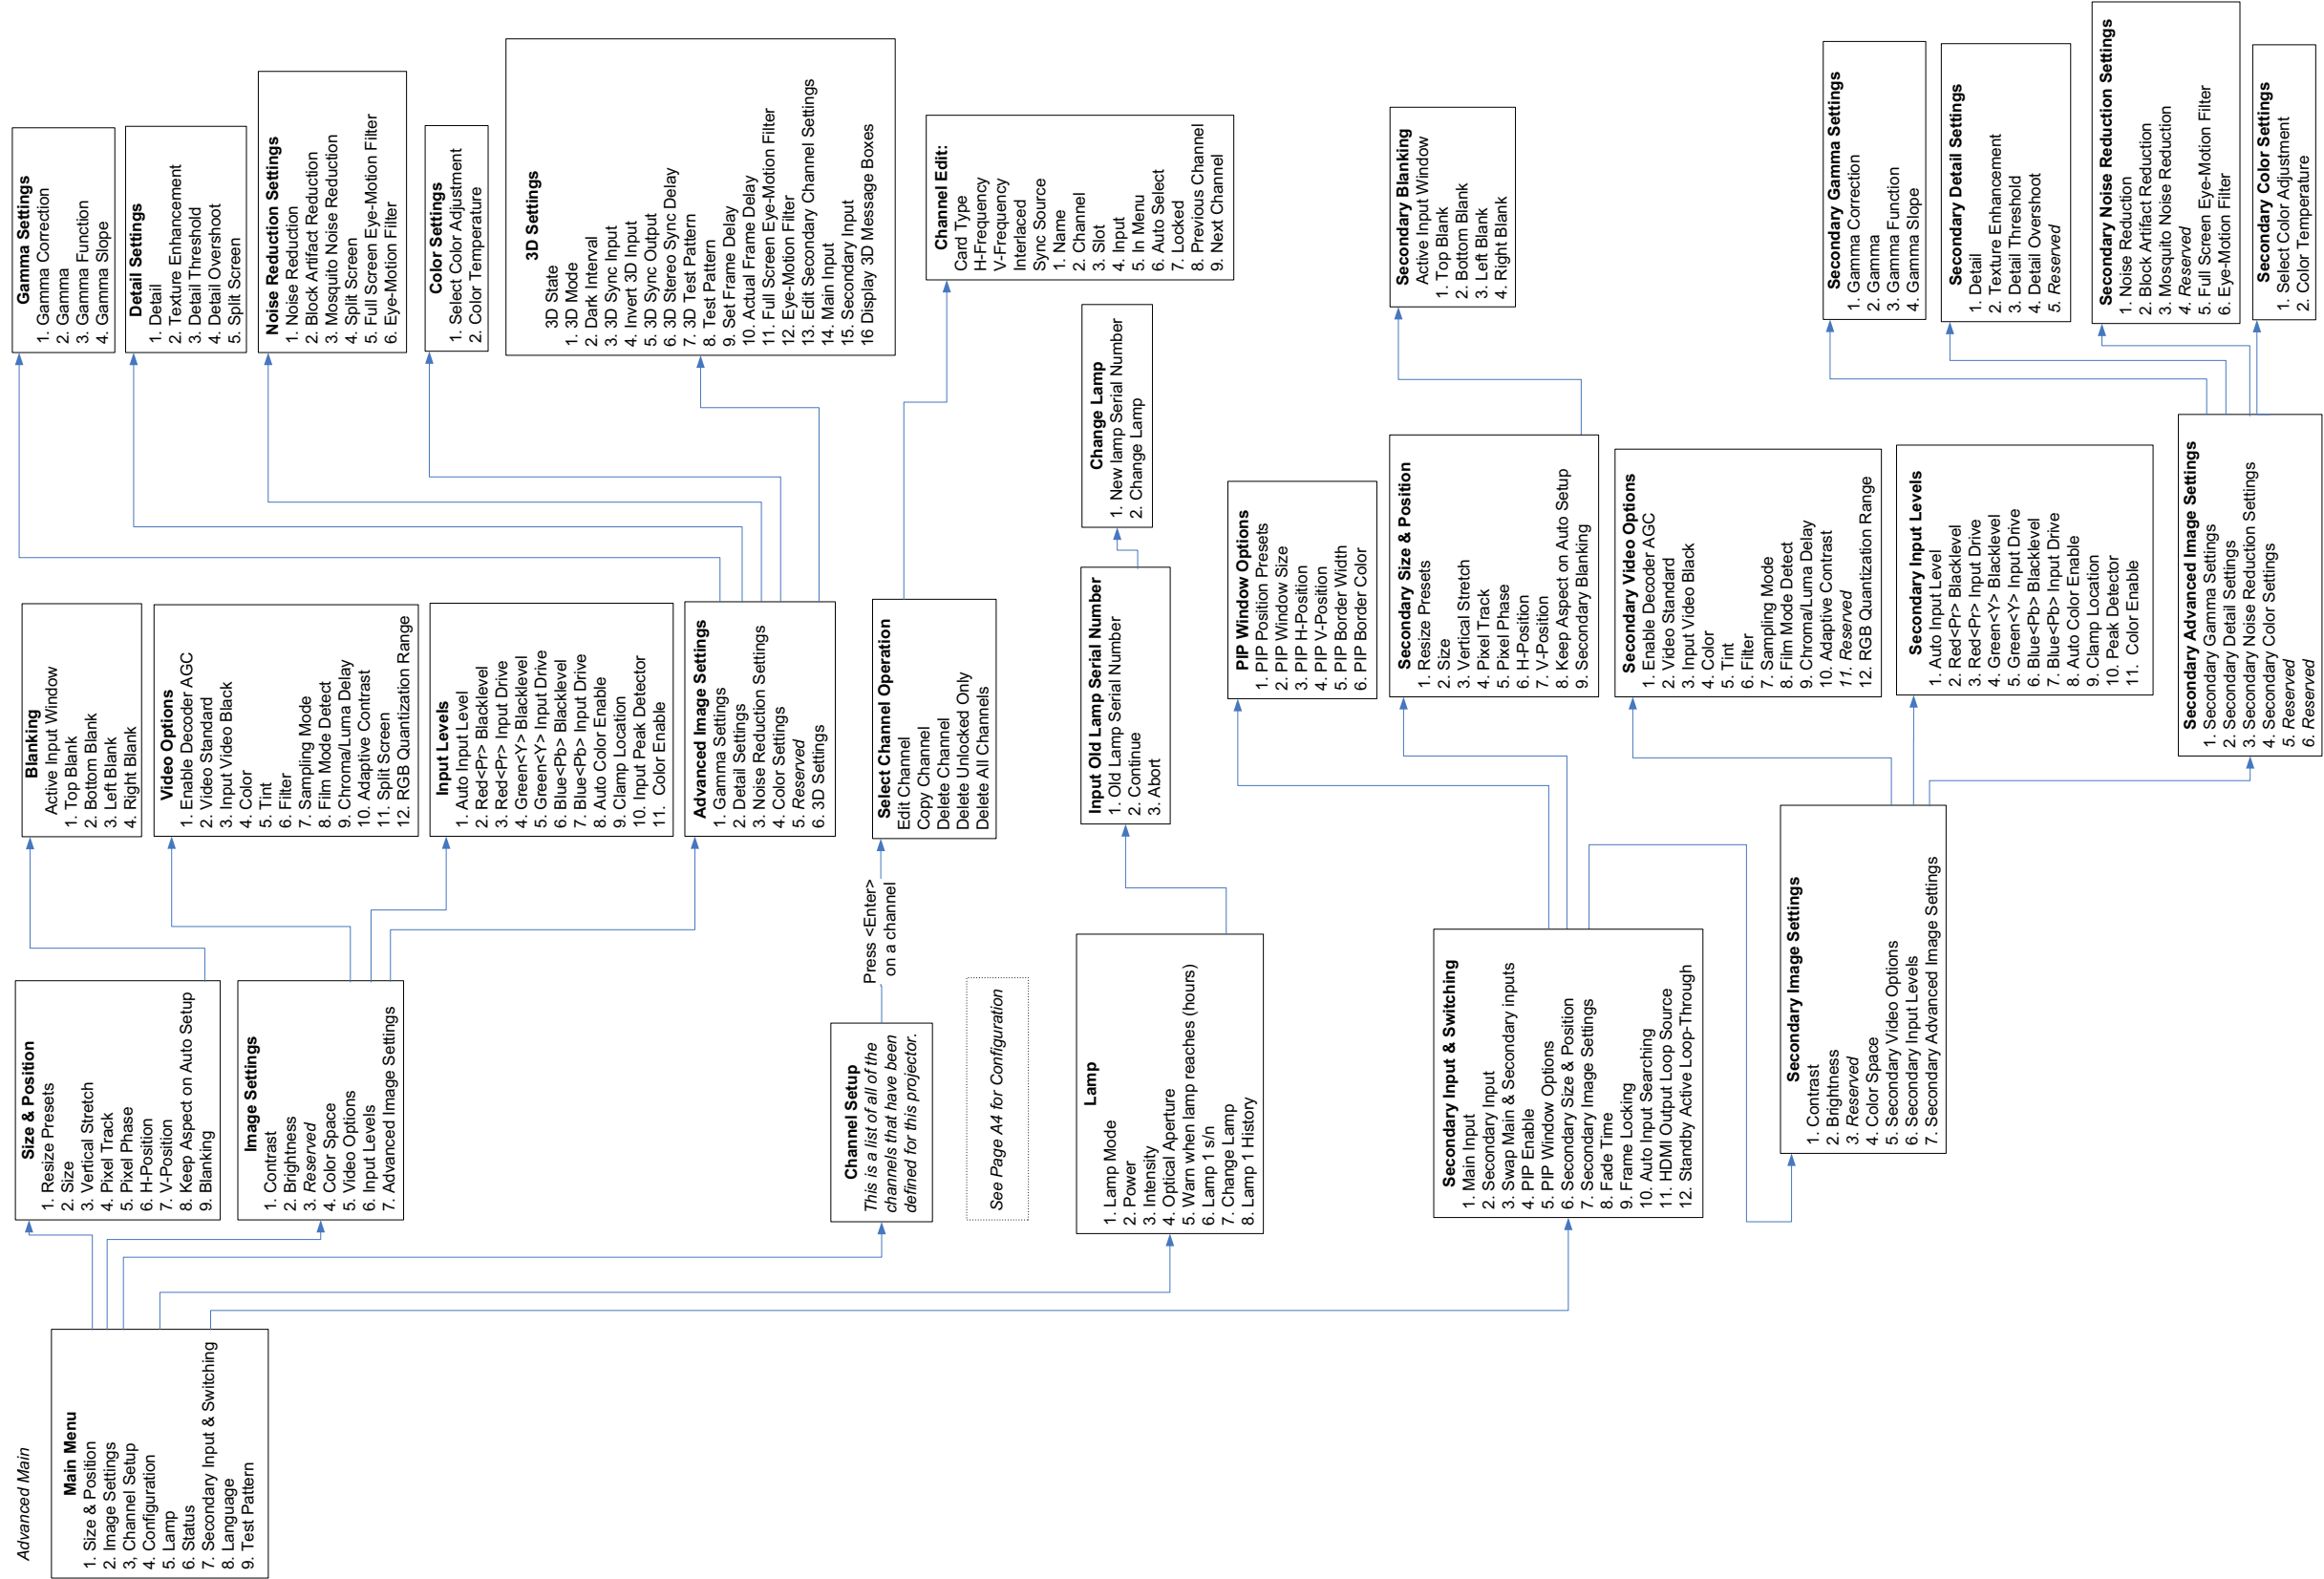 Advanced Main
Main Menu
1. Size & Position
2. Image Settings
3, Channel Setup
4. Configuration
5. Lamp
6. Status
7. Secondary Input & Switching
8. Language
9. Test Pattern
Size & Position
1. Resize Presets
2. Size
3. Vertical Stretch
4. Pixel Track
5. Pixel Phase
6. H-Position
7. V-Position
8. Keep Aspect on Auto Setup
9. Blanking
Image Settings
1. Contrast
2. Brightness
3. Reserved
4. Color Space
5. Video Options
6. Input Levels
7. Advanced Image Settings
Channel Setup
This is a list of all of the
channels that have been
defined for this projector.
See Page A4 for Configuration
Lamp
1. Lamp Mode
2. Power
3. Intensity
4. Optical Aperture
5. Warn when lamp reaches (hours)
6. Lamp 1 s/n
7. Change Lamp
8. Lamp 1 History
Secondary Input & Switching
1. Main Input
2. Secondary Input
3. Swap Main & Secondary inputs
4. PIP Enable
5. PIP Window Options
6. Secondary Size & Position
7. Secondary Image Settings
8. Fade Time
9. Frame Locking
10. Auto Input Searching
11. HDMI Output Loop Source
12. Standby Active Loop-Through
Blanking
Active Input Window
1. Top Blank
2. Bottom Blank
3. Left Blank
4. Right Blank
Video Options
1. Enable Decoder AGC
2. Video Standard
3. Input Video Black
4. Color
5. Tint
6. Filter
7. Sampling Mode
8. Film Mode Detect
9. Chroma/Luma Delay
10. Adaptive Contrast
11. Split Screen
12. RGB Quantization Range
Input Levels
1. Auto Input Level
2. Red<Pr> Blacklevel
3. Red<Pr> Input Drive
4. Green<Y> Blacklevel
5. Green<Y> Input Drive
6. Blue<Pb> Blacklevel
7. Blue<Pb> Input Drive
8. Auto Color Enable
9. Clamp Location
10. Input Peak Detector
11. Color Enable
Advanced Image Settings
1. Gamma Settings
2. Detail Settings
3. Noise Reduction Settings
4. Color Settings
5. Reserved
6. 3D Settings
Press <Enter>
on a channel
Select Channel Operation
Edit Channel
Copy Channel
Delete Channel
Delete Unlocked Only
Delete All Channels
Input Old Lamp Serial Number
1. Old Lamp Serial Number
2. Continue
3. Abort
Secondary Image Settings
1. Contrast
2. Brightness
3. Reserved
4. Color Space
5. Secondary Video Options
6. Secondary Input Levels
7. Secondary Advanced Image Settings
Gamma Settings
1. Gamma Correction
2. Gamma
3. Gamma Function
4. Gamma Slope
Detail Settings
1. Detail
2. Texture Enhancement
3. Detail Threshold
4. Detail Overshoot
5. Split Screen
Noise Reduction Settings
1. Noise Reduction
2. Block Artifact Reduction
3. Mosquito Noise Reduction
4. Split Screen
5. Full Screen Eye-Motion Filter
6. Eye-Motion Filter
Color Settings
1. Select Color Adjustment
2. Color Temperature
3D Settings
3D State
1. 3D Mode
2. Dark Interval
3. 3D Sync Input
4. Invert 3D Input
5. 3D Sync Output
6. 3D Stereo Sync Delay
7. 3D Test Pattern
8. Test Pattern
9. Set Frame Delay
10. Actual Frame Delay
11. Full Screen Eye-Motion Filter
12. Eye-Motion Filter
13. Edit Secondary Channel Settings
14. Main Input
15. Secondary Input
16 Display 3D Message Boxes
Channel Edit:
Card Type
H-Frequency
V-Frequency
Interlaced
Sync Source
1. Name
2. Channel
3. Slot
4. Input
5. In Menu
6. Auto Select
7. Locked
8. Previous Channel
9. Next Channel
Change Lamp
1. New lamp Serial Number
2. Change Lamp
PIP Window Options
1. PIP Position Presets
2. PIP Window Size
3. PIP H-Position
4. PIP V-Position
5. PIP Border Width
6. PIP Border Color
Secondary Size & Position
1. Resize Presets
2. Size
3. Vertical Stretch
4. Pixel Track
5. Pixel Phase
6. H-Position
7. V-Position
8. Keep Aspect on Auto Setup
9. Secondary Blanking
Secondary Video Options
1. Enable Decoder AGC
2. Video Standard
3. Input Video Black
4. Color
5. Tint
6. Filter
7. Sampling Mode
8. Film Mode Detect
9. Chroma/Luma Delay
10. Adaptive Contrast
11. Reserved
12. RGB Quantization Range
Secondary Input Levels
1. Auto Input Level
2. Red<Pr> Blacklevel
3. Red<Pr> Input Drive
4. Green<Y> Blacklevel
5. Green<Y> Input Drive
6. Blue<Pb> Blacklevel
7. Blue<Pb> Input Drive
8. Auto Color Enable
9. Clamp Location
10. Peak Detector
11. Color Enable
Secondary Advanced Image Settings
1. Secondary Gamma Settings
2. Secondary Detail Settings
3. Secondary Noise Reduction Settings
4. Secondary Color Settings
5. Reserved
6. Reserved
Secondary Blanking
Active Input Window
1. Top Blank
2. Bottom Blank
3. Left Blank
4. Right Blank
Secondary Gamma Settings
1. Gamma Correction
2. Gamma
3. Gamma Function
4. Gamma Slope
Secondary Detail Settings
1. Detail
2. Texture Enhancement
3. Detail Threshold
4. Detail Overshoot
5. Reserved
Secondary Noise Reduction Settings
1. Noise Reduction
2. Block Artifact Reduction
3. Mosquito Noise Reduction
4. Reserved
5. Full Screen Eye-Motion Filter
6. Eye-Motion Filter
Secondary Color Settings
1. Select Color Adjustment
2. Color Temperature